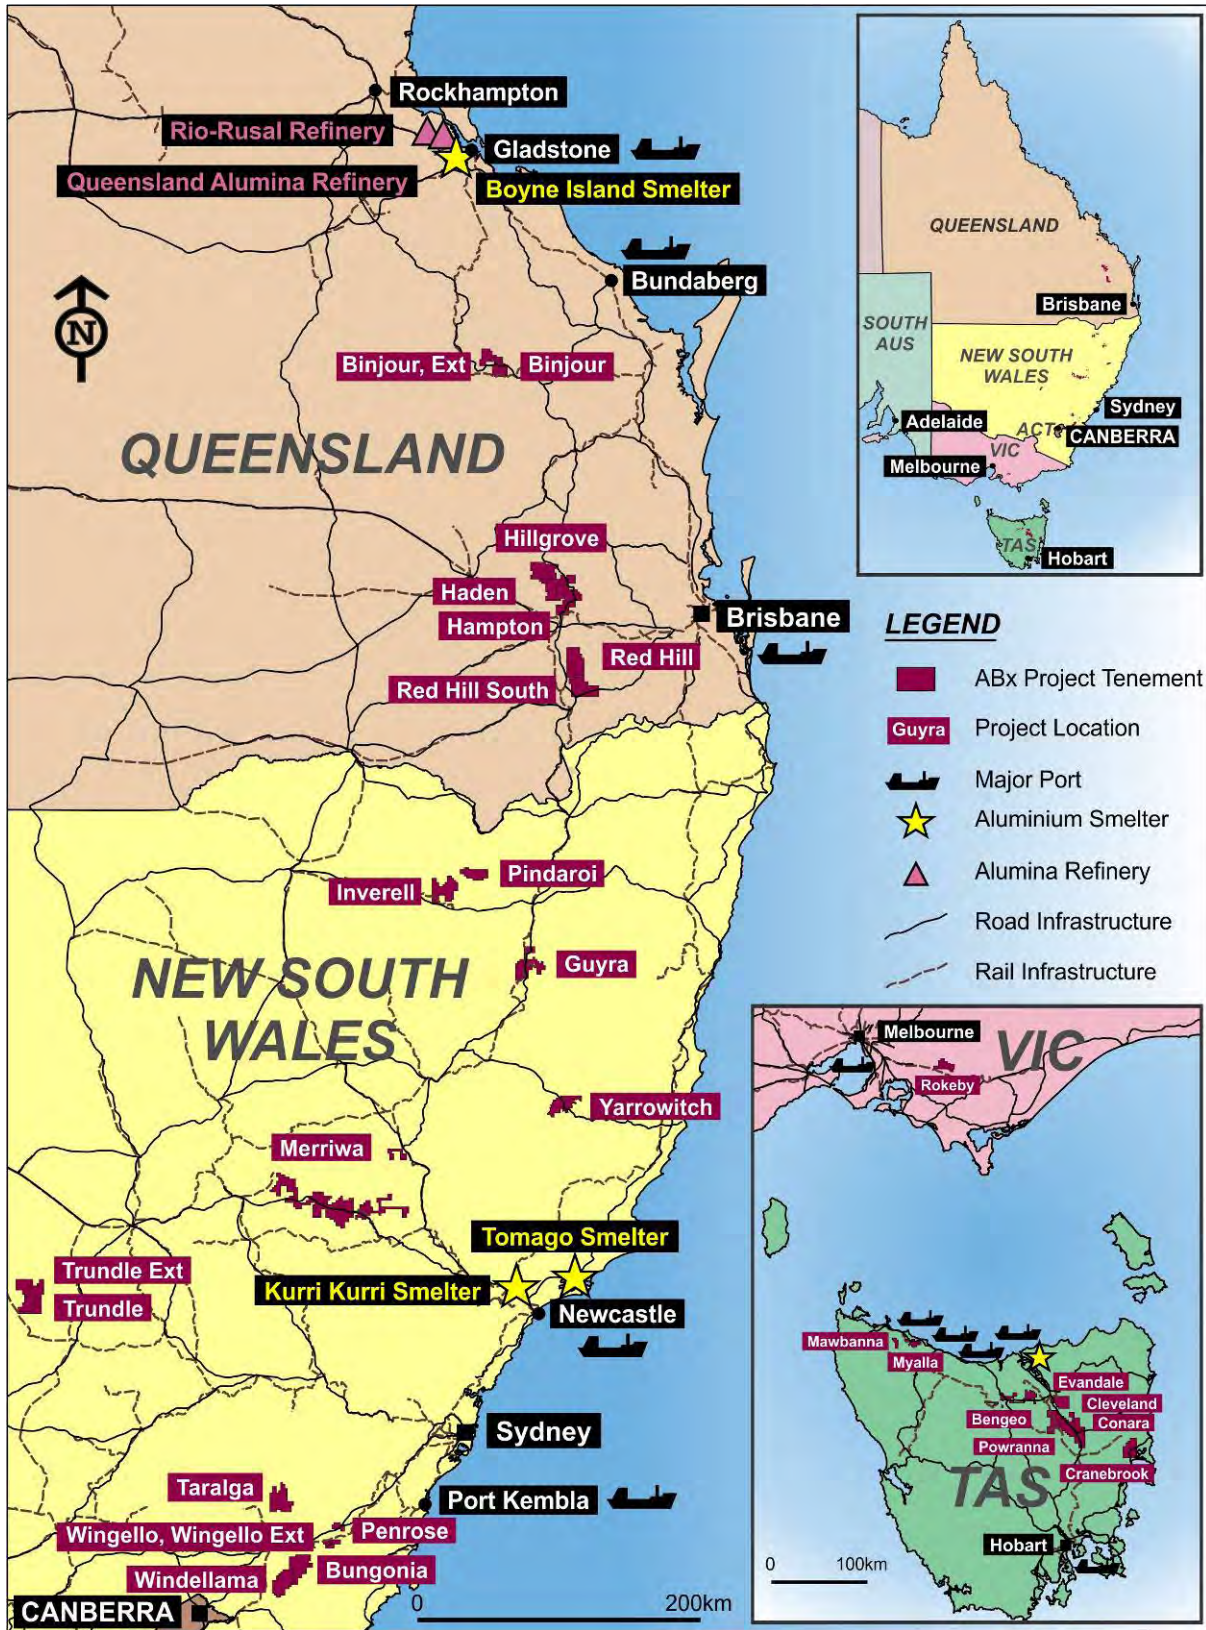 Rockhampton
Rio-Rusal Refinery
Gladstone
Queensland Alumina Refinery
Boyne Island Smelter
Bundaberg
N
Binjour, Ext
Binjour
QUEENSLAND
Hillgrove
Haden
Hampton
Brisbane
Red Hill
Red Hill South
Pindaroi
Inverell
Guyra
NEW SOUTH
WALES
Yarrowitch
Merriwa
Tomago Smelter
Trundle Ext
Kurri Kurri Smelter
Trundle
Newcastle
Sydney
Taralga
Port Kembla
Wingello, Wingello Ext
Penrose
Bungonia
Windellama
CANBERRA
0
200km
QUEENSLAND
Brisbane
SOUTH
AUS
NEW SOUTH
WALES
Sydney
Adelaide
ACT
CANBERRA
VIC
Melbourne
TAS
Hobart
LEGEND
ABx Project Tenement
Guyra
Project Location
Major Port
Aluminium Smelter
Alumina Refinery
Road Infrastructure
Rail Infrastructure
Melbourne
VIC
Rokeby
Mawbanna
Myalla
Evandale
Cleveland
Bengeo
Conara
Powranna
Cranebrook
TAS
Hobart
0
100km